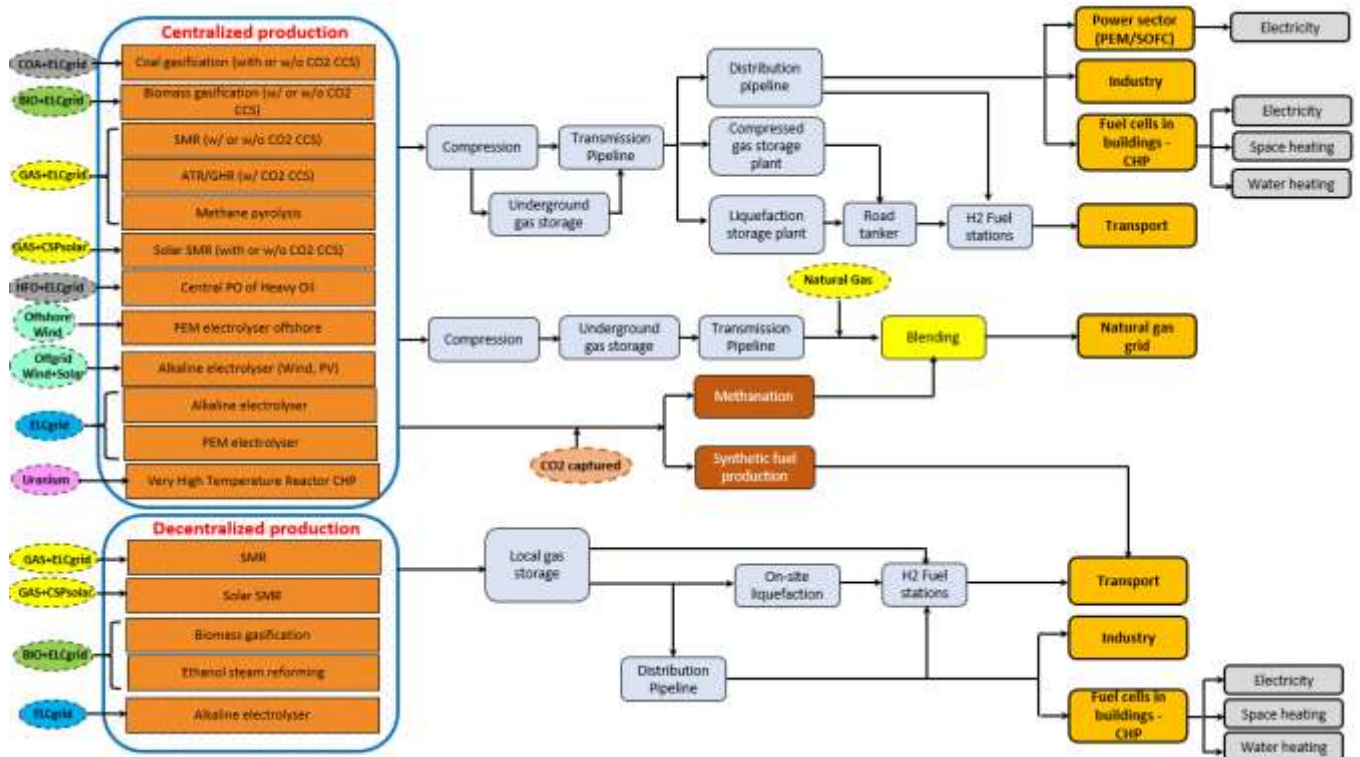 Centralized production
COA+ELCgrid
Coal gasification (with or w/o CO2 CCS)
BIO+ELCgrid
Biomass gasification (w/ or w/o CO2
CCS)
GAS+ELCgrid
SMR (w/ or w/o CO2 CCS)
ATR/GHR (w/ CO2 CCS)
Methane pyrolysis
GAS+CSPsolar
Solar SMR (with or w/o CO2 CCS)
HFO+ELCgrid
Central PO of Heavy Oil
Offshore
Wind
PEM electrolyser offshore
Offgrid
Wind+Solar
Alkaline electrolyser (Wind, PV)
ELCgrid
Alkaline electrolyser
PEM electrolyser
Uranium
Very High Temperature Reactor CHP
Compression
Underground
gas storage
Transmission
Pipeline
Distribution
pipeline
Compressed
gas storage
plant
Liquefaction
storage plant
Road
tanker
H2 Fuel
stations
Power sector
(PEM/SOFC)
Electricity
Industry
Fuel cells in
buildings -
CHP
Electricity
Space heating
Water heating
Transport
Compression
Underground
gas storage
Transmission
Pipeline
Natural Gas
Blending
Natural gas
grid
CO2 captured
Methanation
Synthetic fuel
production
Decentralized production
GAS+ELCgrid
SMR
GAS+CSPsolar
Solar SMR
BIO+ELCgrid
Biomass gasification
Ethanol steam reforming
ELCgrid
Alkaline electrolyser
Local gas
storage
On-site
liquefaction
H2 Fuel
stations
Distribution
Pipeline
Transport
Industry
Fuel cells in
buildings -
CHP
Electricity
Space heating
Water heating